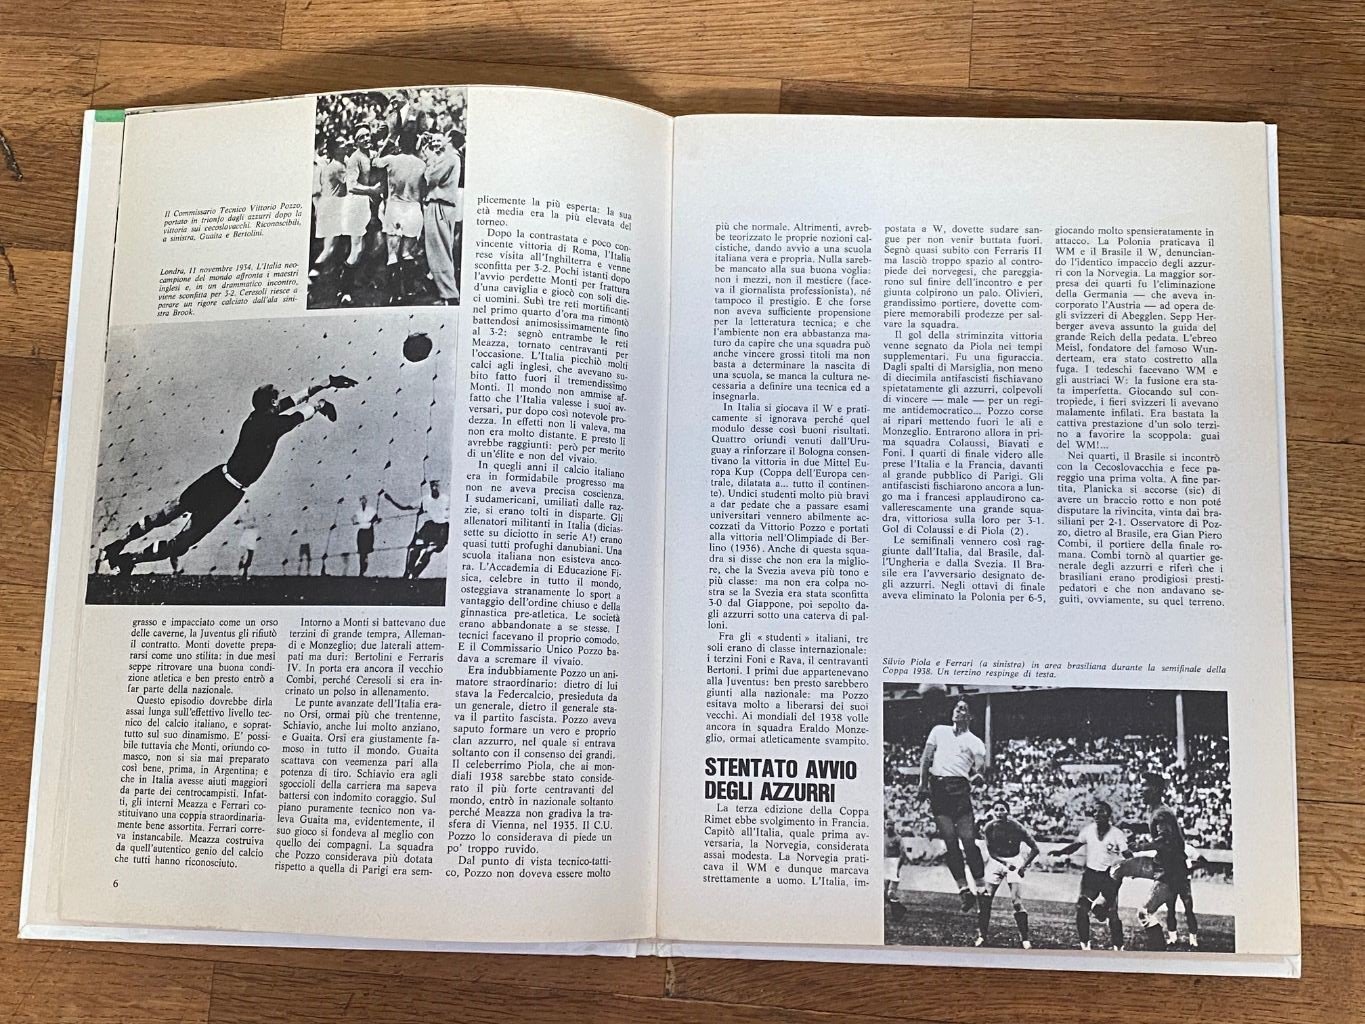 Il Commissario Tecnico Vittorio Pozzo,
portato in trionfo dagli azzurri dopo la
vittoria sui cecoslovacchi. Riconoscibili,
a sinistra, Guaita e Bertolini.
Londra, 11 novembre 1934. L'Italia neo-
campione del mondo affronta i maestri
inglesi e, in un drammatico incontro,
viene sconfitta per 3-2. Ceresoli riesce a
parare un rigore calciato dall'ala sini-
stra Brook.
grasso e impacciato come un orso
delle caverne, la Juventus gli rifiutò
il contratto. Monti dovette prepa-
rarsi come uno stilita: in due mesi
seppe ritrovare una buona condi-
zione atletica e ben presto entrò a
far parte della nazionale.
Questo episodio dovrebbe dirla
assai lunga sull'effettivo livello tec-
nico del calcio italiano, e soprat-
tutto sul suo dinamismo. E' possi-
bile tuttavia che Monti, oriundo co-
masco, non si sia mai preparato
così bene, prima, in Argentina; e
che in Italia avesse aiuti maggiori
da parte dei centrocampisti. Infat-
ti, gli interni Meazza e Ferrari co-
stituivano una coppia straordinaria-
mente bene assortita. Ferrari corre-
va instancabile. Meazza costruiva
da quell'autentico genio del calcio
che tutti hanno riconosciuto.
6
Intorno a Monti si battevano due
terzini di grande tempra, Alleman-
di e Monzeglio; due laterali attem-
pati ma duri: Bertolini e Ferraris
IV. In porta era ancora il vecchio
Combi, perché Ceresoli si era in-
crinato un polso in allenamento.
Le punte avanzate dell'Italia era-
no Orsi, ormai più che trentenne,
Schiavio, anche lui molto anziano,
e Guaita. Orsi era giustamente fa-
moso in tutto il mondo. Guaita
scattava con veemenza pari alla
potenza di tiro. Schiavio era agli
sgoccioli della carriera ma sapeva
battersi con indomito coraggio. Sul
piano puramente tecnico non va-
leva Guaita ma, evidentemente, il
suo gioco si fondeva al meglio con
quello dei compagni. La squadra
che Pozzo considerava più dotata
rispetto a quella di Parigi era sem-
plicemente la più esperta: la sua
età media era la più elevata del
torneo.
Dopo la contrastata e poco con-
vincente vittoria di Roma, l'Italia
rese visita all'Inghilterra e venne
sconfitta per 3-2. Pochi istanti dopo
l'avvio perdette Monti per frattura
d'una caviglia e giocò con soli die-
ci uomini. Subì tre reti mortificanti
nel primo quarto d'ora ma rimontò
battendosi animosissimamente fino
al 3-2: segnò entrambe le reti
Meazza, tornato centravanti per
l'occasione. L'Italia picchiò molti
calci agli inglesi, che avevano su-
bito fatto fuori il tremendissimo
Monti. Il mondo non ammise af-
fatto che l'Italia valesse i suoi av-
versari, pur dopo così notevole pro-
dezza. In effetti non li valeva, ma
non era molto distante. E presto li
avrebbe raggiunti: però per merito
di un'élite e non del vivaio.
In quegli anni il calcio italiano
era in formidabile progresso ma
non ne aveva precisa coscienza.
I sudamericani, umiliati dalle raz-
zie, si erano tolti in disparte. Gli
allenatori militanti in Italia (dicias-
sette su diciotto in serie A!) erano
quasi tutti profughi danubiani. Una
scuola italiana non esisteva anco-
ra. L'Accademia di Educazione Fi-
sica, celebre in tutto il mondo,
osteggiava stranamente lo sport a
vantaggio dell'ordine chiuso e della
ginnastica pre-atletica. Le società
erano abbandonate a se stesse. I
tecnici facevano il proprio comodo.
E il Commissario Unico Pozzo ba-
dava a scremare il vivaio.
Era indubbiamente Pozzo un ani-
matore straordinario: dietro di lui
stava la Federcalcio, presieduta da
un generale, dietro il generale sta-
va il partito fascista. Pozzo aveva
saputo formare un vero e proprio
clan azzurro, nel quale si entrava
soltanto con il consenso dei grandi.
Il celeberrimo Piola, che ai mon-
diali 1938 sarebbe stato conside-
rato il più forte centravanti del
mondo, entrò in nazionale soltanto
perché Meazza non gradiva la tra-
sferta di Vienna, nel 1935. Il C.U.
Pozzo lo considerava di piede un
po' troppo ruvido.
Dal punto di vista tecnico-tatti-
co, Pozzo non doveva essere molto
più che normale. Altrimenti, avreb-
be teorizzato le proprie nozioni cal-
cistiche, dando avvio a una scuola
italiana vera e propria. Nulla sareb-
be mancato alla sua buona voglia:
non i mezzi, non il mestiere (face-
va il giornalista professionista), né
tampoco il prestigio. E che forse
non aveva sufficiente propensione
per la letteratura tecnica; e che
l'ambiente non era abbastanza ma-
turo da capire che una squadra può
anche vincere grossi titoli ma non
basta a determinare la nascita di
una scuola, se manca la cultura ne-
cessaria a definire una tecnica ed a
insegnarla.
In Italia si giocava il W e prati-
camente si ignorava perché quel
modulo desse così buoni risultati.
Quattro oriundi venuti dall'Uru-
guay a rinforzare il Bologna consen-
tivano la vittoria in due Mittel Eu-
ropa Kup (Coppa dell'Europa cen-
trale, dilatata a... tutto il continen-
te). Undici studenti molto più bravi
a dar pedate che a passare esami
universitari vennero abilmente ac-
cozzati da Vittorio Pozzo e portati
alla vittoria nell'Olimpiade di Ber-
lino (1936). Anche di questa squa-
dra si disse che non era la miglio-
re, che la Svezia aveva più tono e
più classe: ma non era colpa no-
stra se la Svezia era stata sconfitta
3-0 dal Giappone, poi sepolto da-
gli azzurri sotto una caterva di pal-
loni.
Fra gli « studenti » italiani, tre
soli erano di classe internazionale:
i terzini Foni e Rava, il centravanti
Bertoni. I primi due appartenevano
alla Juventus: ben presto sarebbero
giunti alla nazionale: ma Pozzo
esitava molto a liberarsi dei suoi
vecchi. Ai mondiali del 1938 volle
ancora in squadra Eraldo Monze-
glio, ormai atleticamente svampito.
STENTATO AVVIO
DEGLI AZZURRI
La terza edizione della Coppa
Rimet ebbe svolgimento in Francia.
Capitò all'Italia, quale prima av-
versaria, la Norvegia, considerata
assai modesta. La Norvegia prati-
cava il WM e dunque marcava
strettamente a uomo. L'Italia, im-
postata a W, dovette sudare san-
gue per non venir buttata fuori.
Segnò quasi subito con Ferraris II
ma lasciò troppo spazio al contro-
piede dei norvegesi, che pareggia-
rono sul finire dell'incontro e per
giunta colpirono un palo. Olivieri,
grandissimo portiere, dovette com-
piere memorabili prodezze per sal-
vare la squadra.
Il gol della striminzita vittoria
venne segnato da Piola nei tempi
supplementari. Fu una figuraccia.
Dagli spalti di Marsiglia, non meno
di diecimila antifascisti fischiavano
spietatamente gli azzurri, colpevoli
di vincere — male — per un re-
gime antidemocratico... Pozzo corse
ai ripari mettendo fuori le ali e
Monzeglio. Entrarono allora in pri-
ma squadra Colaussi, Biavati e
Foni. I quarti di finale videro alle
prese l'Italia e la Francia, davanti
al grande pubblico di Parigi. Gli
antifascisti fischiarono ancora a lun-
go ma i francesi applaudirono ca-
vallerescamente una grande squa-
dra, vittoriosa sulla loro per 3-1.
Gol di Colaussi e di Piola (2).
Le semifinali vennero così rag-
giunte dall'Italia, dal Brasile, dal-
l'Ungheria e dalla Svezia. Il Bra-
sile era l'avversario designato de-
gli azzurri. Negli ottavi di finale
aveva eliminato la Polonia per 6-5,
giocando molto spensieratamente in
attacco. La Polonia praticava il
WM e il Brasile il W, denuncian-
do l'identico impaccio degli azzur-
ri con la Norvegia. La maggior sor-
presa dei quarti fu l'eliminazione
della Germania — che aveva in-
corporato l'Austria — ad opera de-
gli svizzeri di Abegglen. Sepp Her-
berger aveva assunto la guida del
grande Reich della pedata. L'ebreo
Meisl, fondatore del famoso Wun-
derteam, era stato costretto alla
fuga. I tedeschi facevano WM e
gli austriaci W: la fusione era sta-
ta imperfetta. Giocando sul con-
tropiede, i fieri svizzeri li avevano
malamente infilati. Era bastata la
cattiva prestazione d'un solo terzi-
no a favorire la scoppola: guai
del WM!...
Nei quarti, il Brasile si incontrò
con la Cecoslovacchia e fece pa-
reggio una prima volta. A fine par-
tita, Planicka si accorse (sic) di
avere un braccio rotto e non poté
disputare la rivincita, vinta dai bra-
siliani per 2-1. Osservatore di Poz-
zo, dietro al Brasile, era Gian Piero
Combi, il portiere della finale ro-
mana. Combi tornò al quartier ge-
nerale degli azzurri e riferì che i
brasiliani erano prodigiosi presti-
pedatori e che non andavano se-
guiti, ovviamente, su quel terreno.
Silvio Piola e Ferrari (a sinistra) in area brasiliana durante la semifinale della
Coppa 1938. Un terzino respinge di testa.